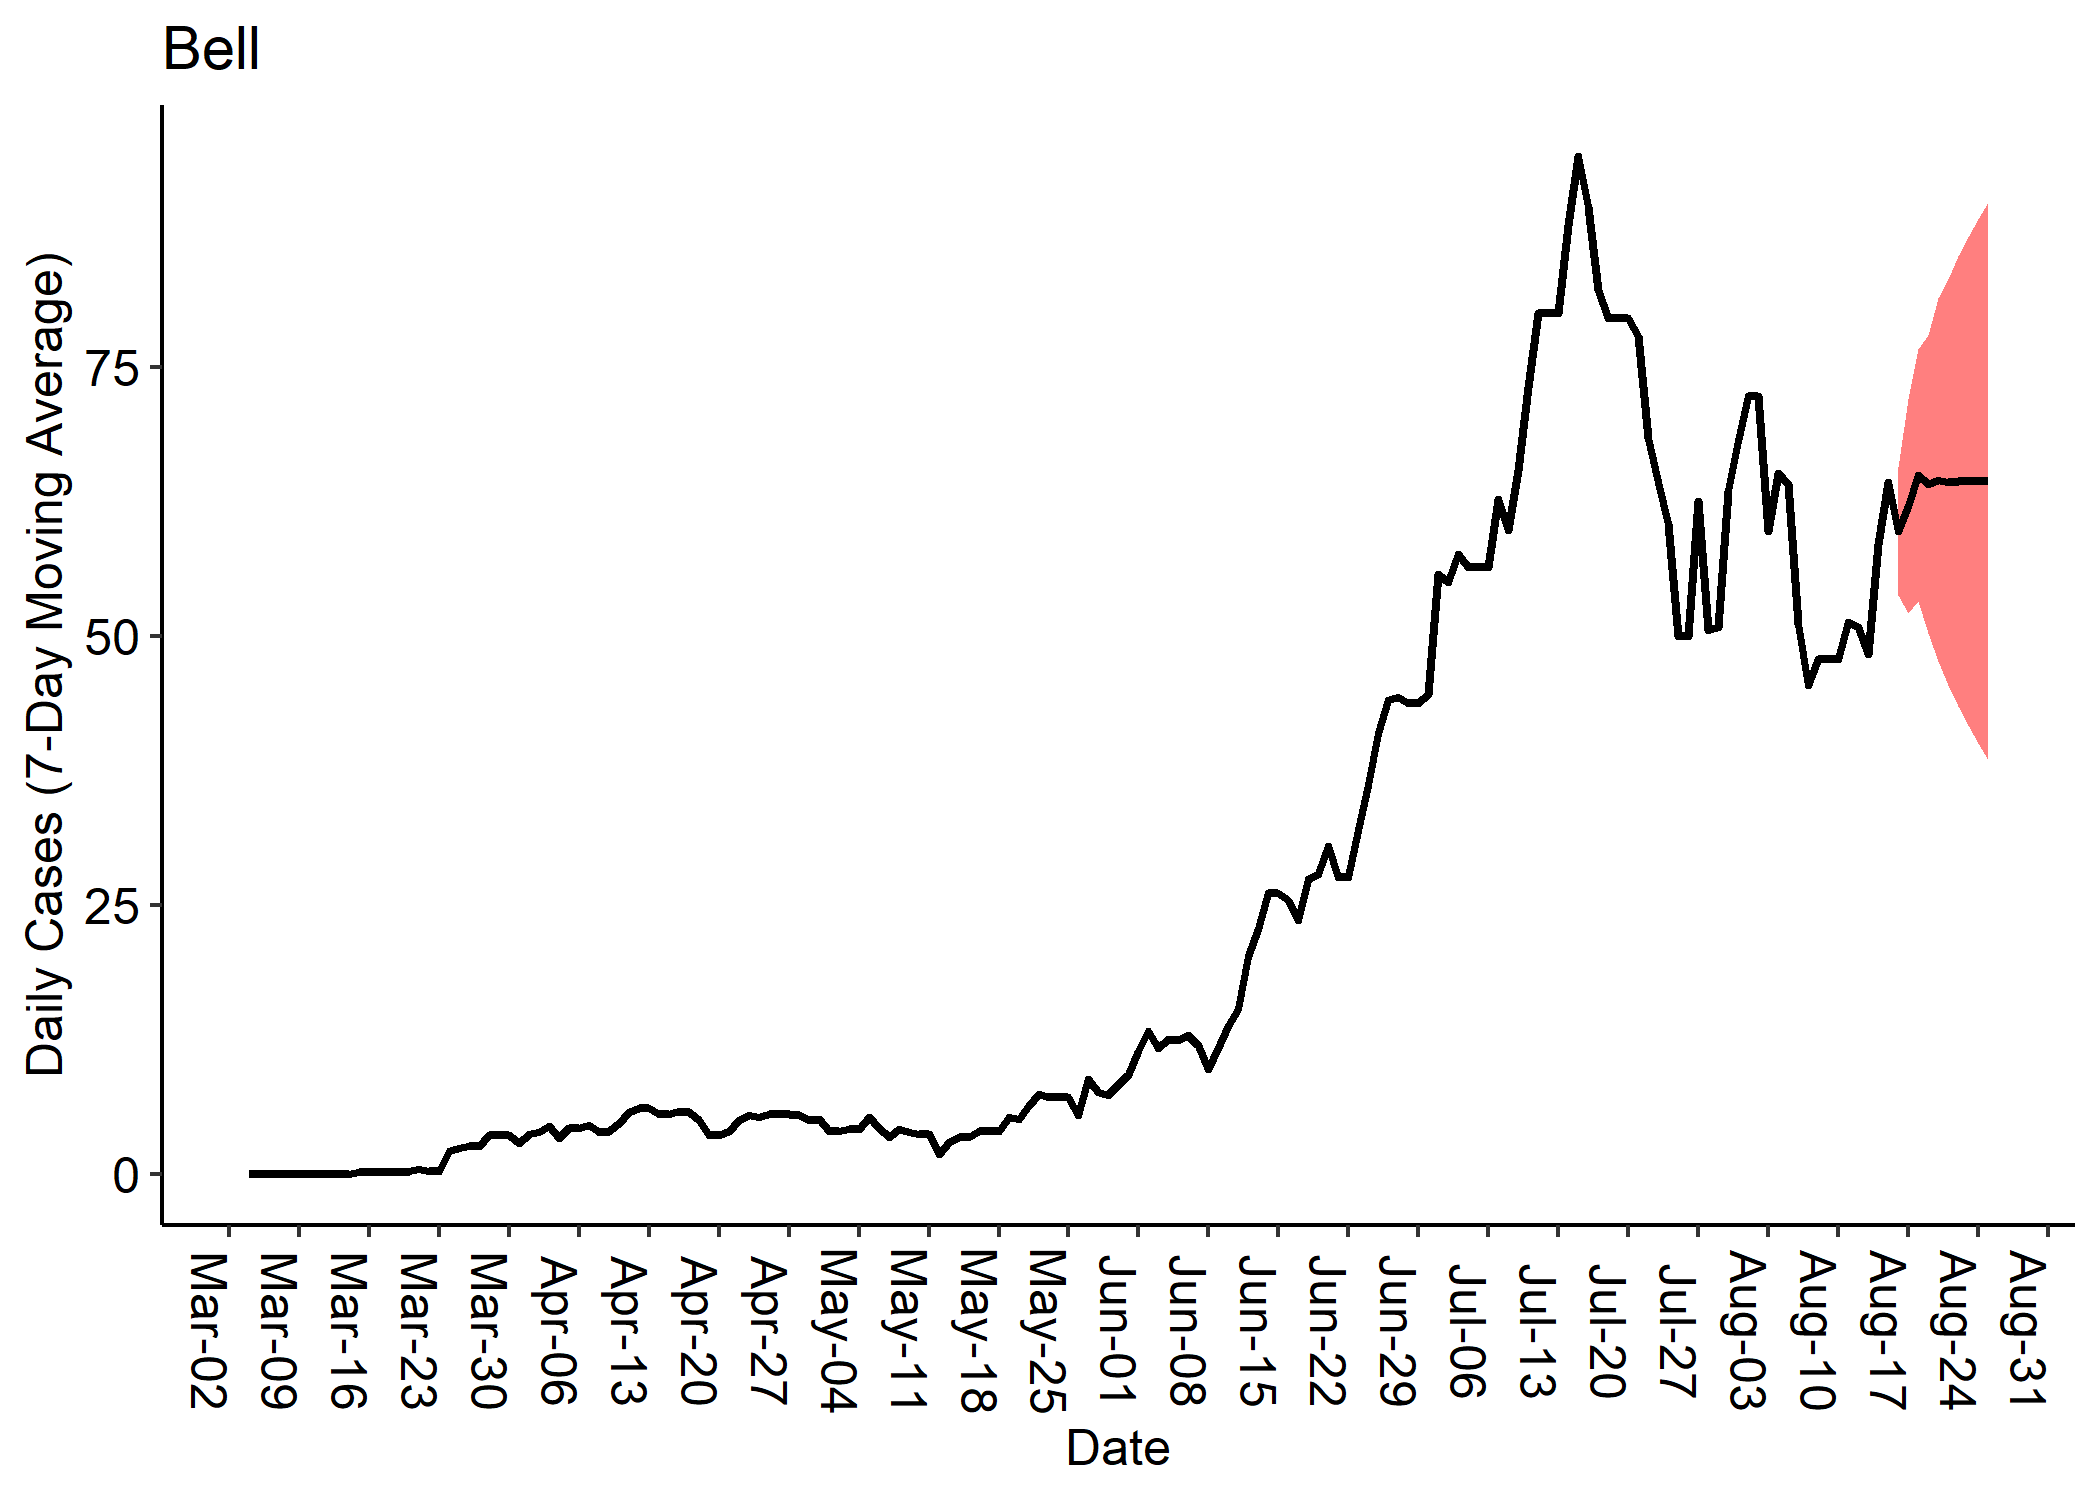 Bell
Daily Cases (7-Day Moving Average)
75
50
25
0
Mar-02
Mar-09
Mar-16
Mar-23
Mar-30
Apr-06
Apr-13
Apr-20
Apr-27
May-04
May-11
May-18
May-25
Jun-01
Jun-08
Jun-15
Jun-22
Jun-29
Jul-06
Jul-13
Jul-20
Jul-27
Aug-03
Aug-10
Aug-17
Aug-24
Aug-31
Date